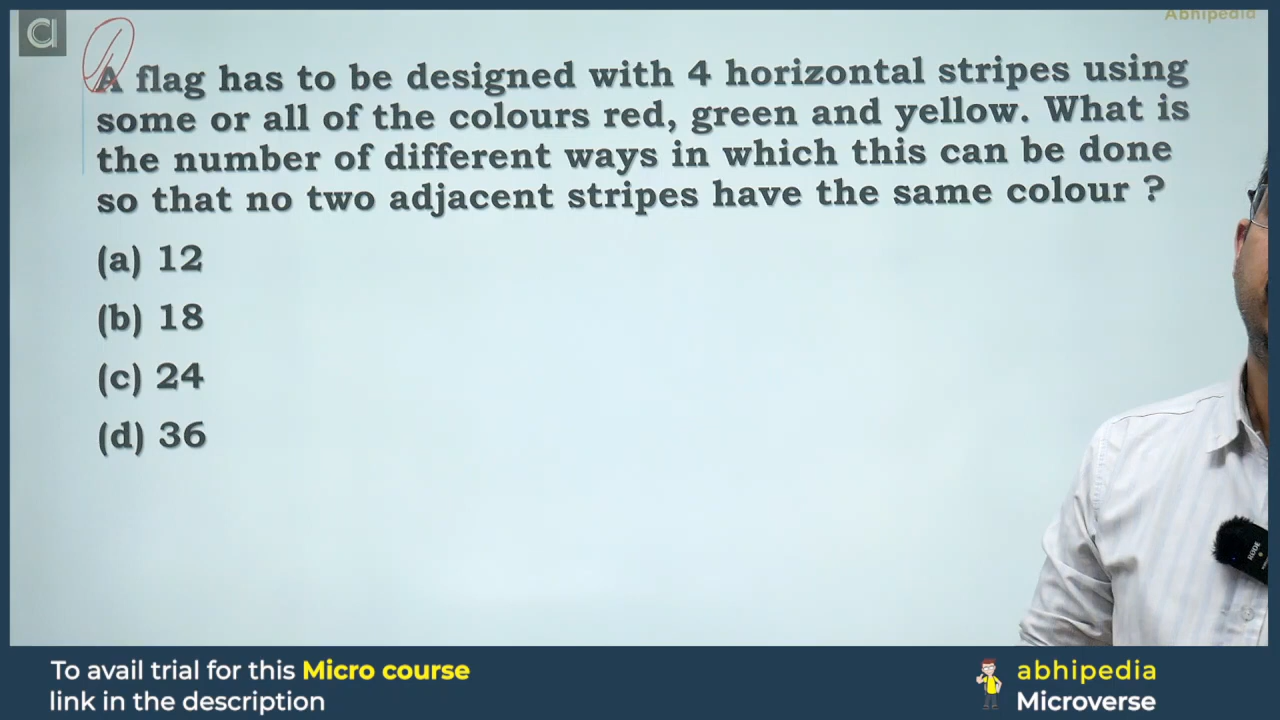 Abhipedia
A flag has to be designed with 4 horizontal stripes using
some or all of the colours red, green and yellow. What is
the number of different ways in which this can be done
so that no two adjacent stripes have the same colour ?
(a) 12
(b) 18
(c) 24
(d) 36
RODE
To avail trial for this Micro course
link in the description
abhipedia
Microverse